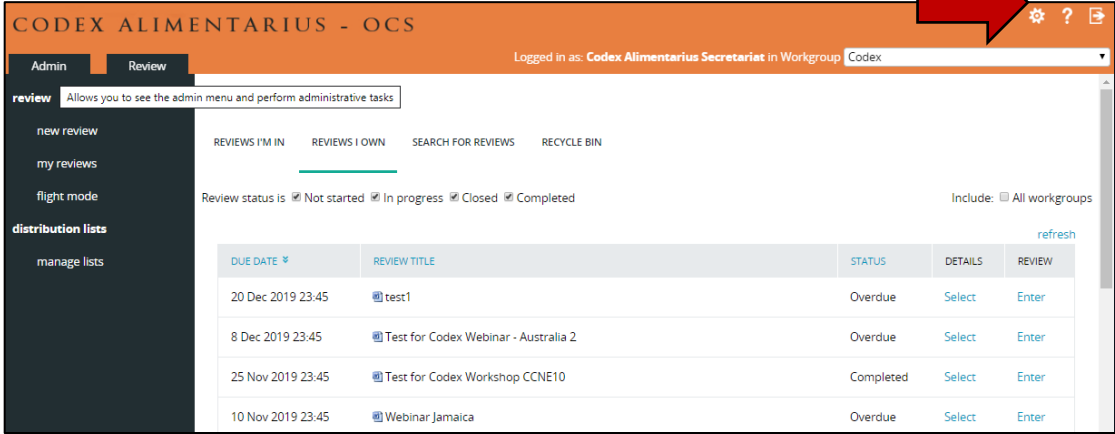 CODEX ALIMENTARIUS - OCS
?
Logged in as: Codex Alimentarius Secretariat in Workgroup Codex
Admin Review
review Allows you to see the admin menu and perform administrative tasks
new review
my reviews
flight mode
distribution lists
manage lists
REVIEWS I'M IN REVIEWS I OWN SEARCH FOR REVIEWS RECYCLE BIN
Review status is Not started In progress Closed Completed Include: All workgroups
refresh
DUE DATE REVIEW TITLE STATUS DETAILS REVIEW
20 Dec 2019 23:45 test1 Overdue Select Enter
8 Dec 2019 23:45 Test for Codex Webinar - Australia 2 Overdue Select Enter
25 Nov 2019 23:45 Test for Codex Workshop CCNE10 Completed Select Enter
10 Nov 2019 23:45 Webinar Jamaica Overdue Select Enter